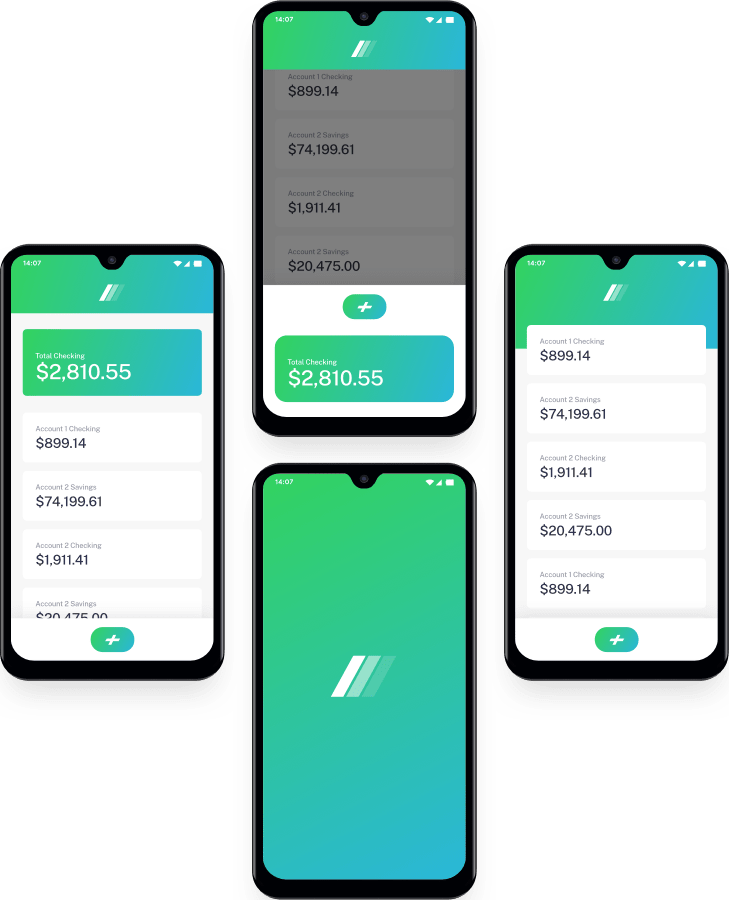 14:07
Account 1 Checking
$899.14
Account 2 Savings
$74,199.61
Account 2 Checking
$1,911.41
Account 2 Savings
$20,475.00
Total Checking
$2,810.55
14:07
Total Checking
$2,810.55
Account 1 Checking
$899.14
Account 2 Savings
$74,199.61
Account 2 Checking
$1,911.41
Account 2 Savings
$20,475.00
14:07
Account 1 Checking
$899.14
Account 2 Savings
$74,199.61
Account 2 Checking
$1,911.41
Account 2 Savings
$20,475.00
Account 1 Checking
$899.14
14:07